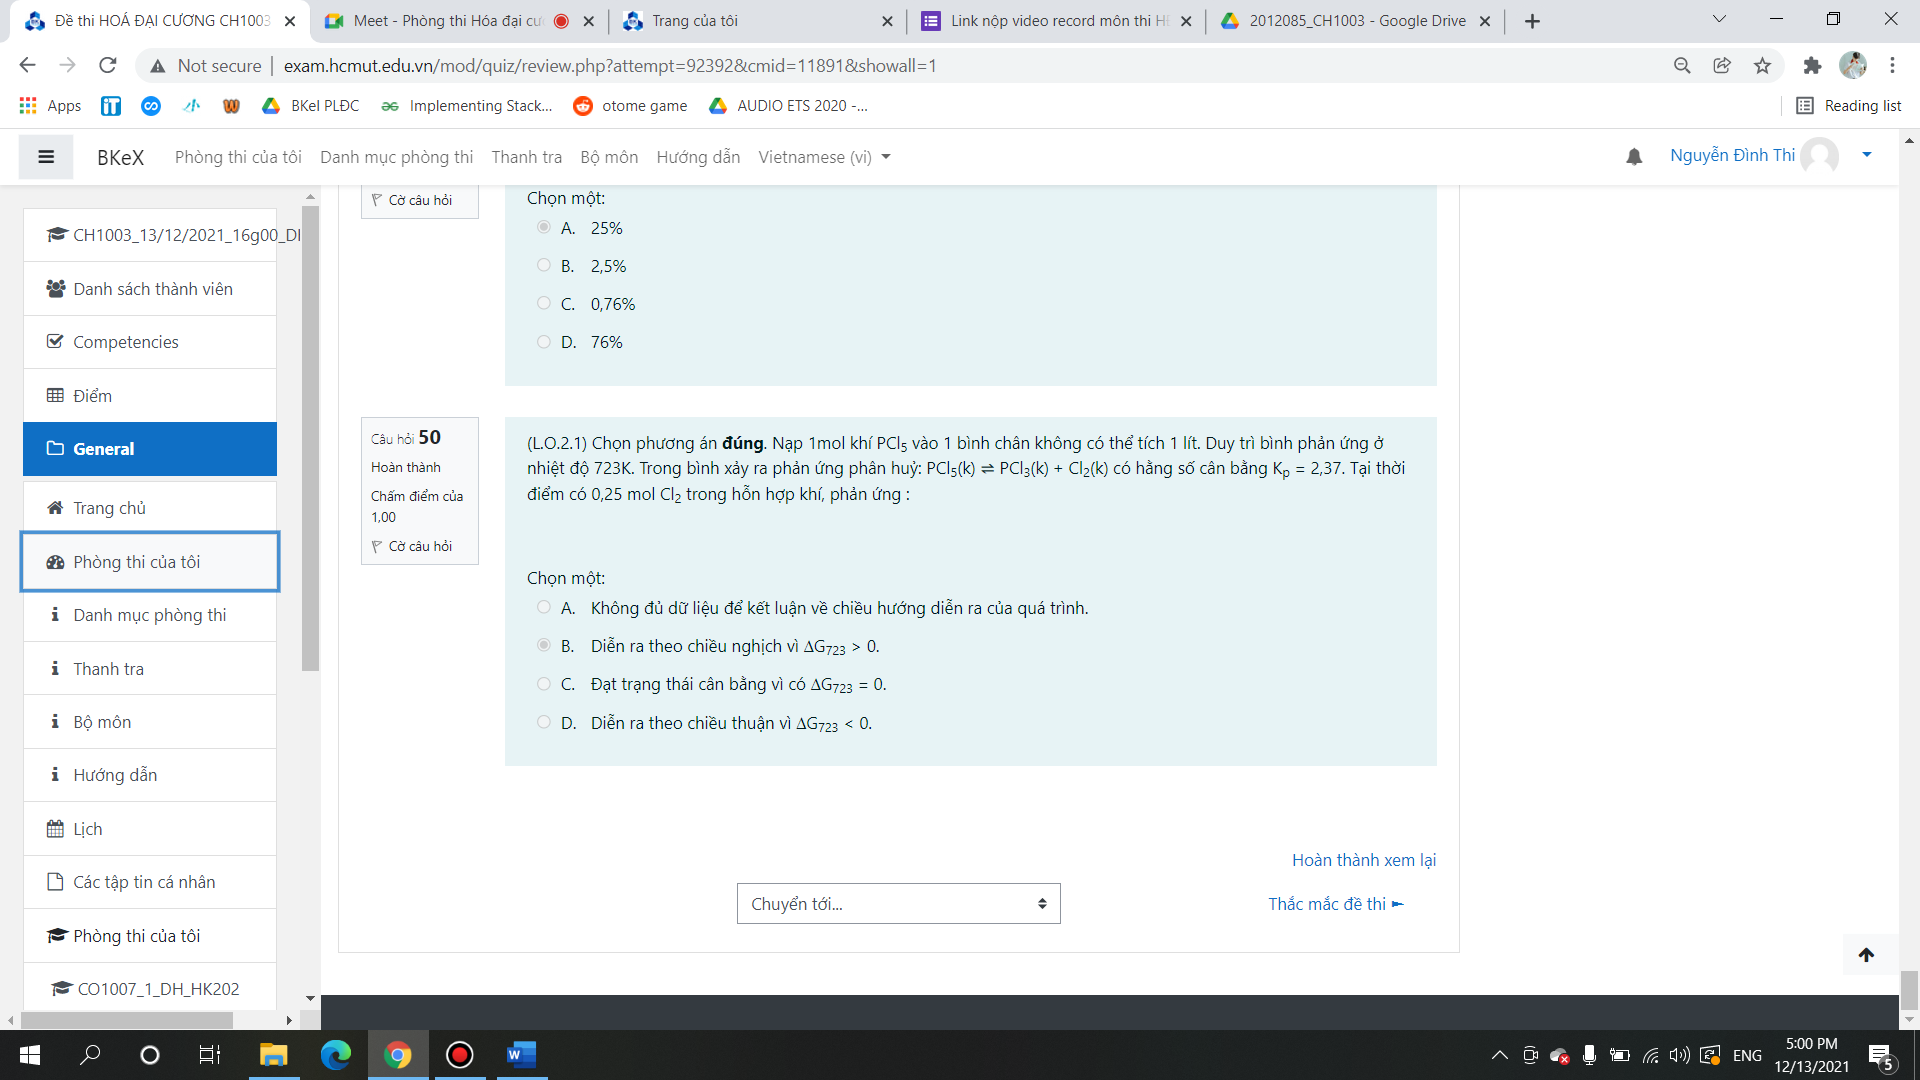 Đề thi HOÁ ĐẠI CƯƠNG CH1003
Meet - Phòng thi Hóa đại cư
Trang của tôi
Link nộp video record môn thi H
2012085_CH1003 - Google Drive
Not secure
exam.hcmut.edu.vn/mod/quiz/review.php?attempt=92392&cmid=11891&showall=1
Apps
BKel PLĐC
Implementing Stack...
otome game
AUDIO ETS 2020 -...
Reading list
BKeX
Phòng thi của tôi
Danh mục phòng thi
Thanh tra
Bộ môn
Hướng dẫn
Vietnamese (vi)
Nguyễn Đình Thi
CH1003_13/12/2021_16g00_DI
Danh sách thành viên
Competencies
Điểm
General
Trang chủ
Phòng thi của tôi
Danh mục phòng thi
Thanh tra
Bộ môn
Hướng dẫn
Lịch
Các tập tin cá nhân
Phòng thi của tôi
CO1007_1_DH_HK202
Cờ câu hỏi
Chọn một:
A. 25%
B. 2,5%
C. 0,76%
D. 76%
Câu hỏi 50
Hoàn thành
Chấm điểm của
1,00
Cờ câu hỏi
(L.O.2.1) Chọn phương án đúng. Nạp 1mol khí PCl5 vào 1 bình chân không có thể tích 1 lít. Duy trì bình phản ứng ở
nhiệt độ 723K. Trong bình xảy ra phản ứng phân huỷ: PCl5(k) ⇌ PCl3(k) + Cl2(k) có hằng số cân bằng Kp = 2,37. Tại thời
điểm có 0,25 mol Cl2 trong hỗn hợp khí, phản ứng :
Chọn một:
A. Không đủ dữ liệu để kết luận về chiều hướng diễn ra của quá trình.
B. Diễn ra theo chiều nghịch vì ΔG723 > 0.
C. Đạt trạng thái cân bằng vì có ΔG723 = 0.
D. Diễn ra theo chiều thuận vì ΔG723 < 0.
Hoàn thành xem lại
Chuyển tới...
Thắc mắc đề thi ►
ENG
5:00 PM
12/13/2021
5